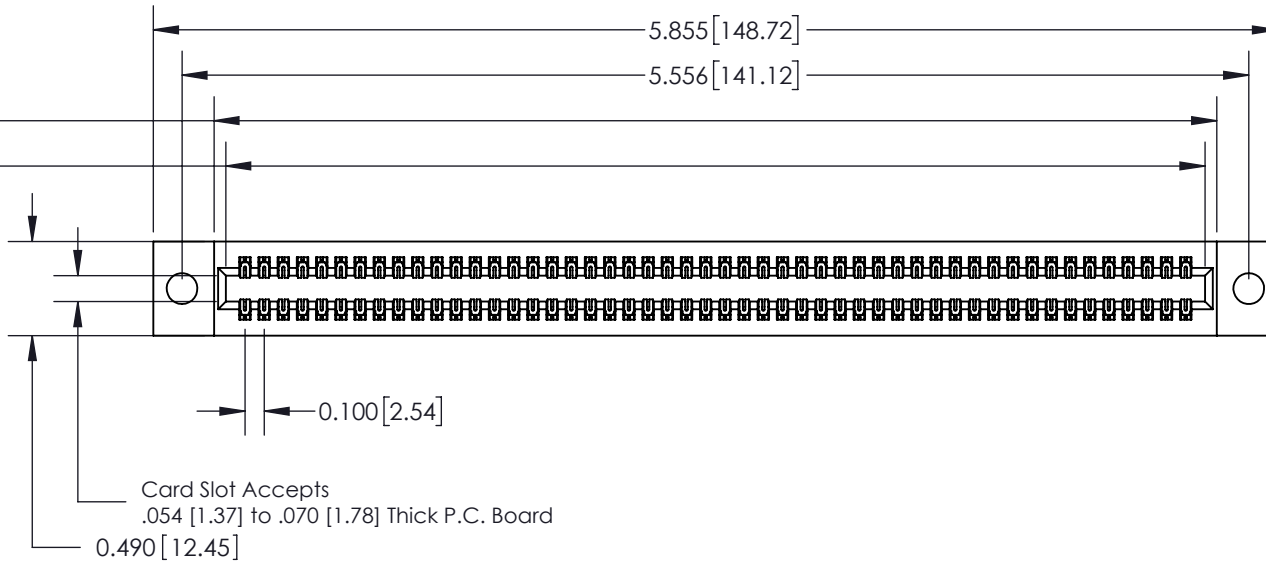 5.855[148.72]
5.556[141.12]
0.100[2.54]
Card Slot Accepts
.054 [1.37] to .070 [1.78] Thick P.C. Board
0.490[12.45]